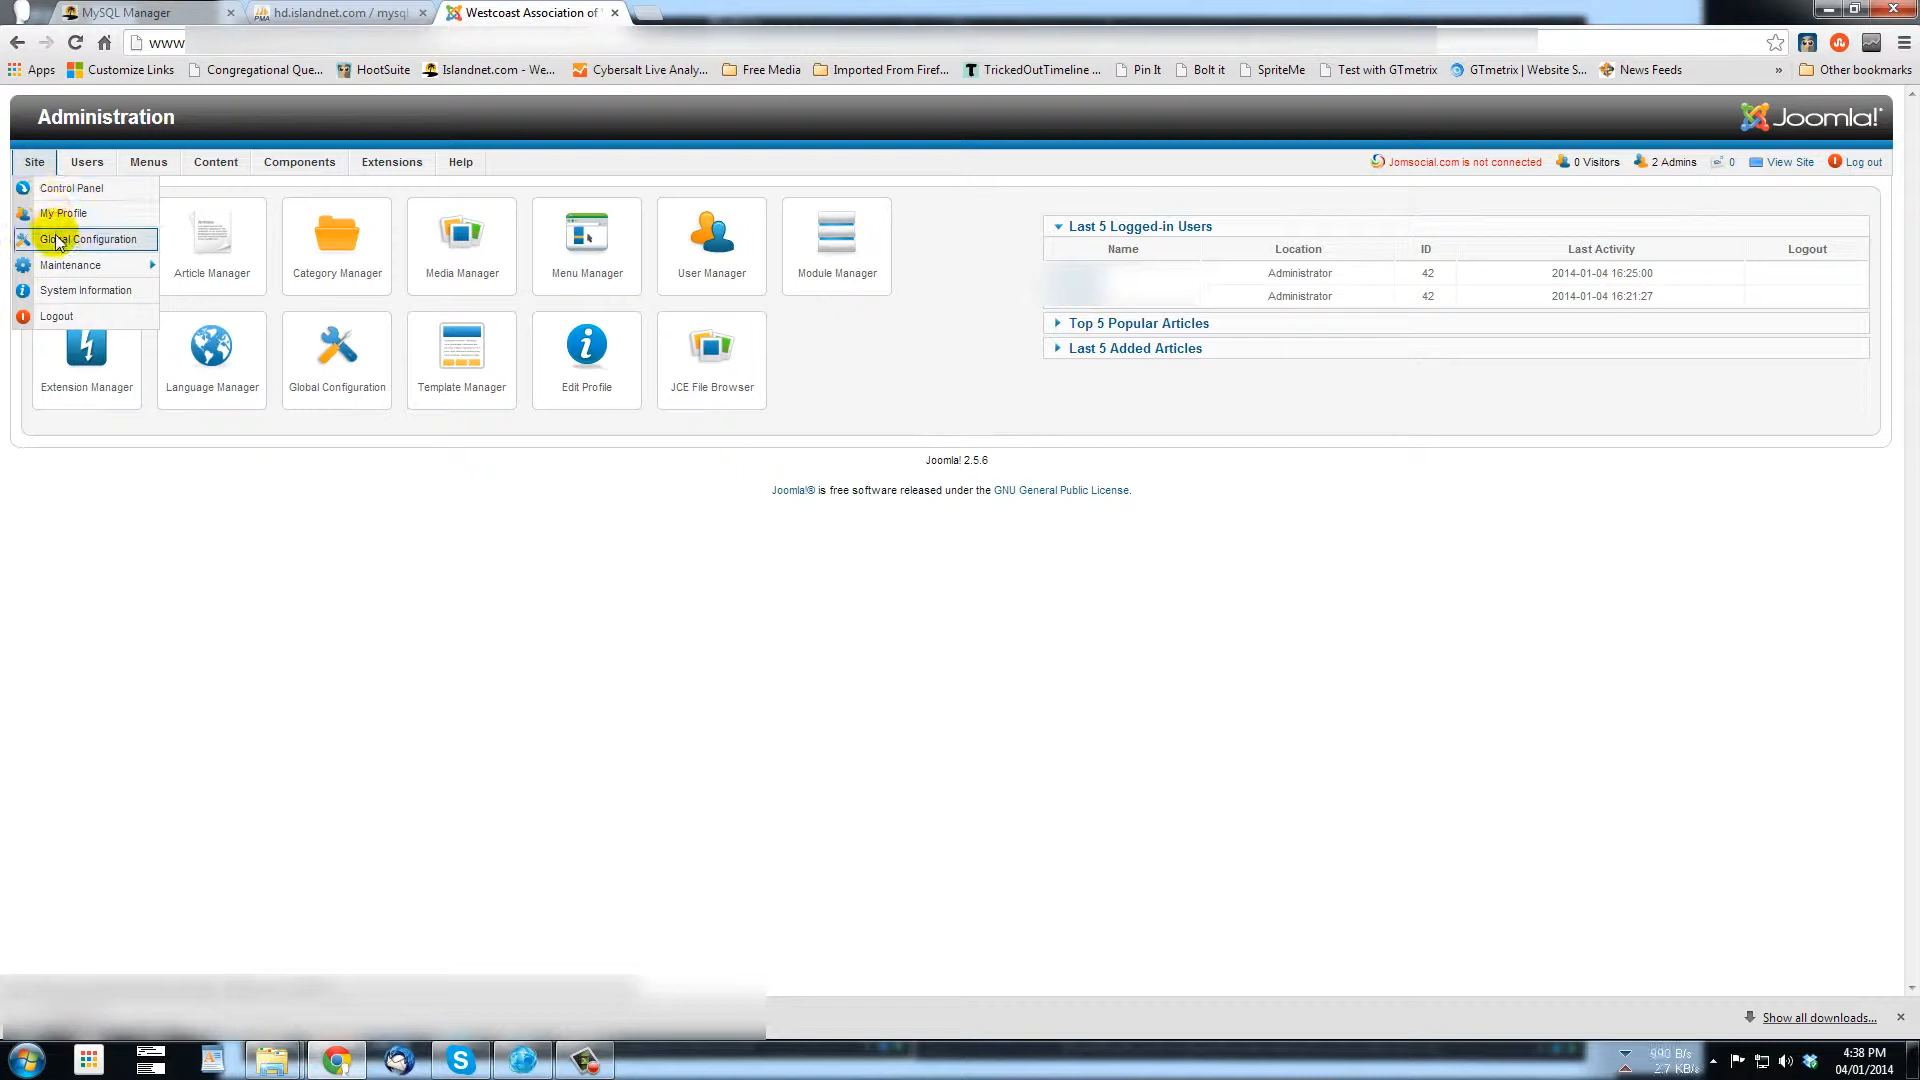 MySQL Manager
hd.islandnet.com / mysql
Westcoast Association of
www
Apps
Customize Links
Congregational Que...
HootSuite
Islandnet.com - We...
Cybersalt Live Analy...
Free Media
Imported From Firef...
TrickedOutTimeline ...
Pin It
Bolt it
SpriteMe
Test with GTmetrix
GTmetrix | Website S...
News Feeds
»
Other bookmarks
Administration
Joomla!
Site
Users
Menus
Content
Components
Extensions
Help
Jomsocial.com is not connected
0 Visitors
2 Admins
0
View Site
Log out
Control Panel
My Profile
Global Configuration
Maintenance
System Information
Logout
Article Manager
Category Manager
Media Manager
Menu Manager
User Manager
Module Manager
Extension Manager
Language Manager
Global Configuration
Template Manager
Edit Profile
JCE File Browser
Last 5 Logged-in Users
Name Location ID Last Activity Logout
Administrator 42 2014-01-04 16:25:00
Administrator 42 2014-01-04 16:21:27
Top 5 Popular Articles
Last 5 Added Articles
Joomla! 2.5.6
Joomla!® is free software released under the GNU General Public License.
Show all downloads...
990 B/s
2.7 KB/s
4:38 PM
04/01/2014